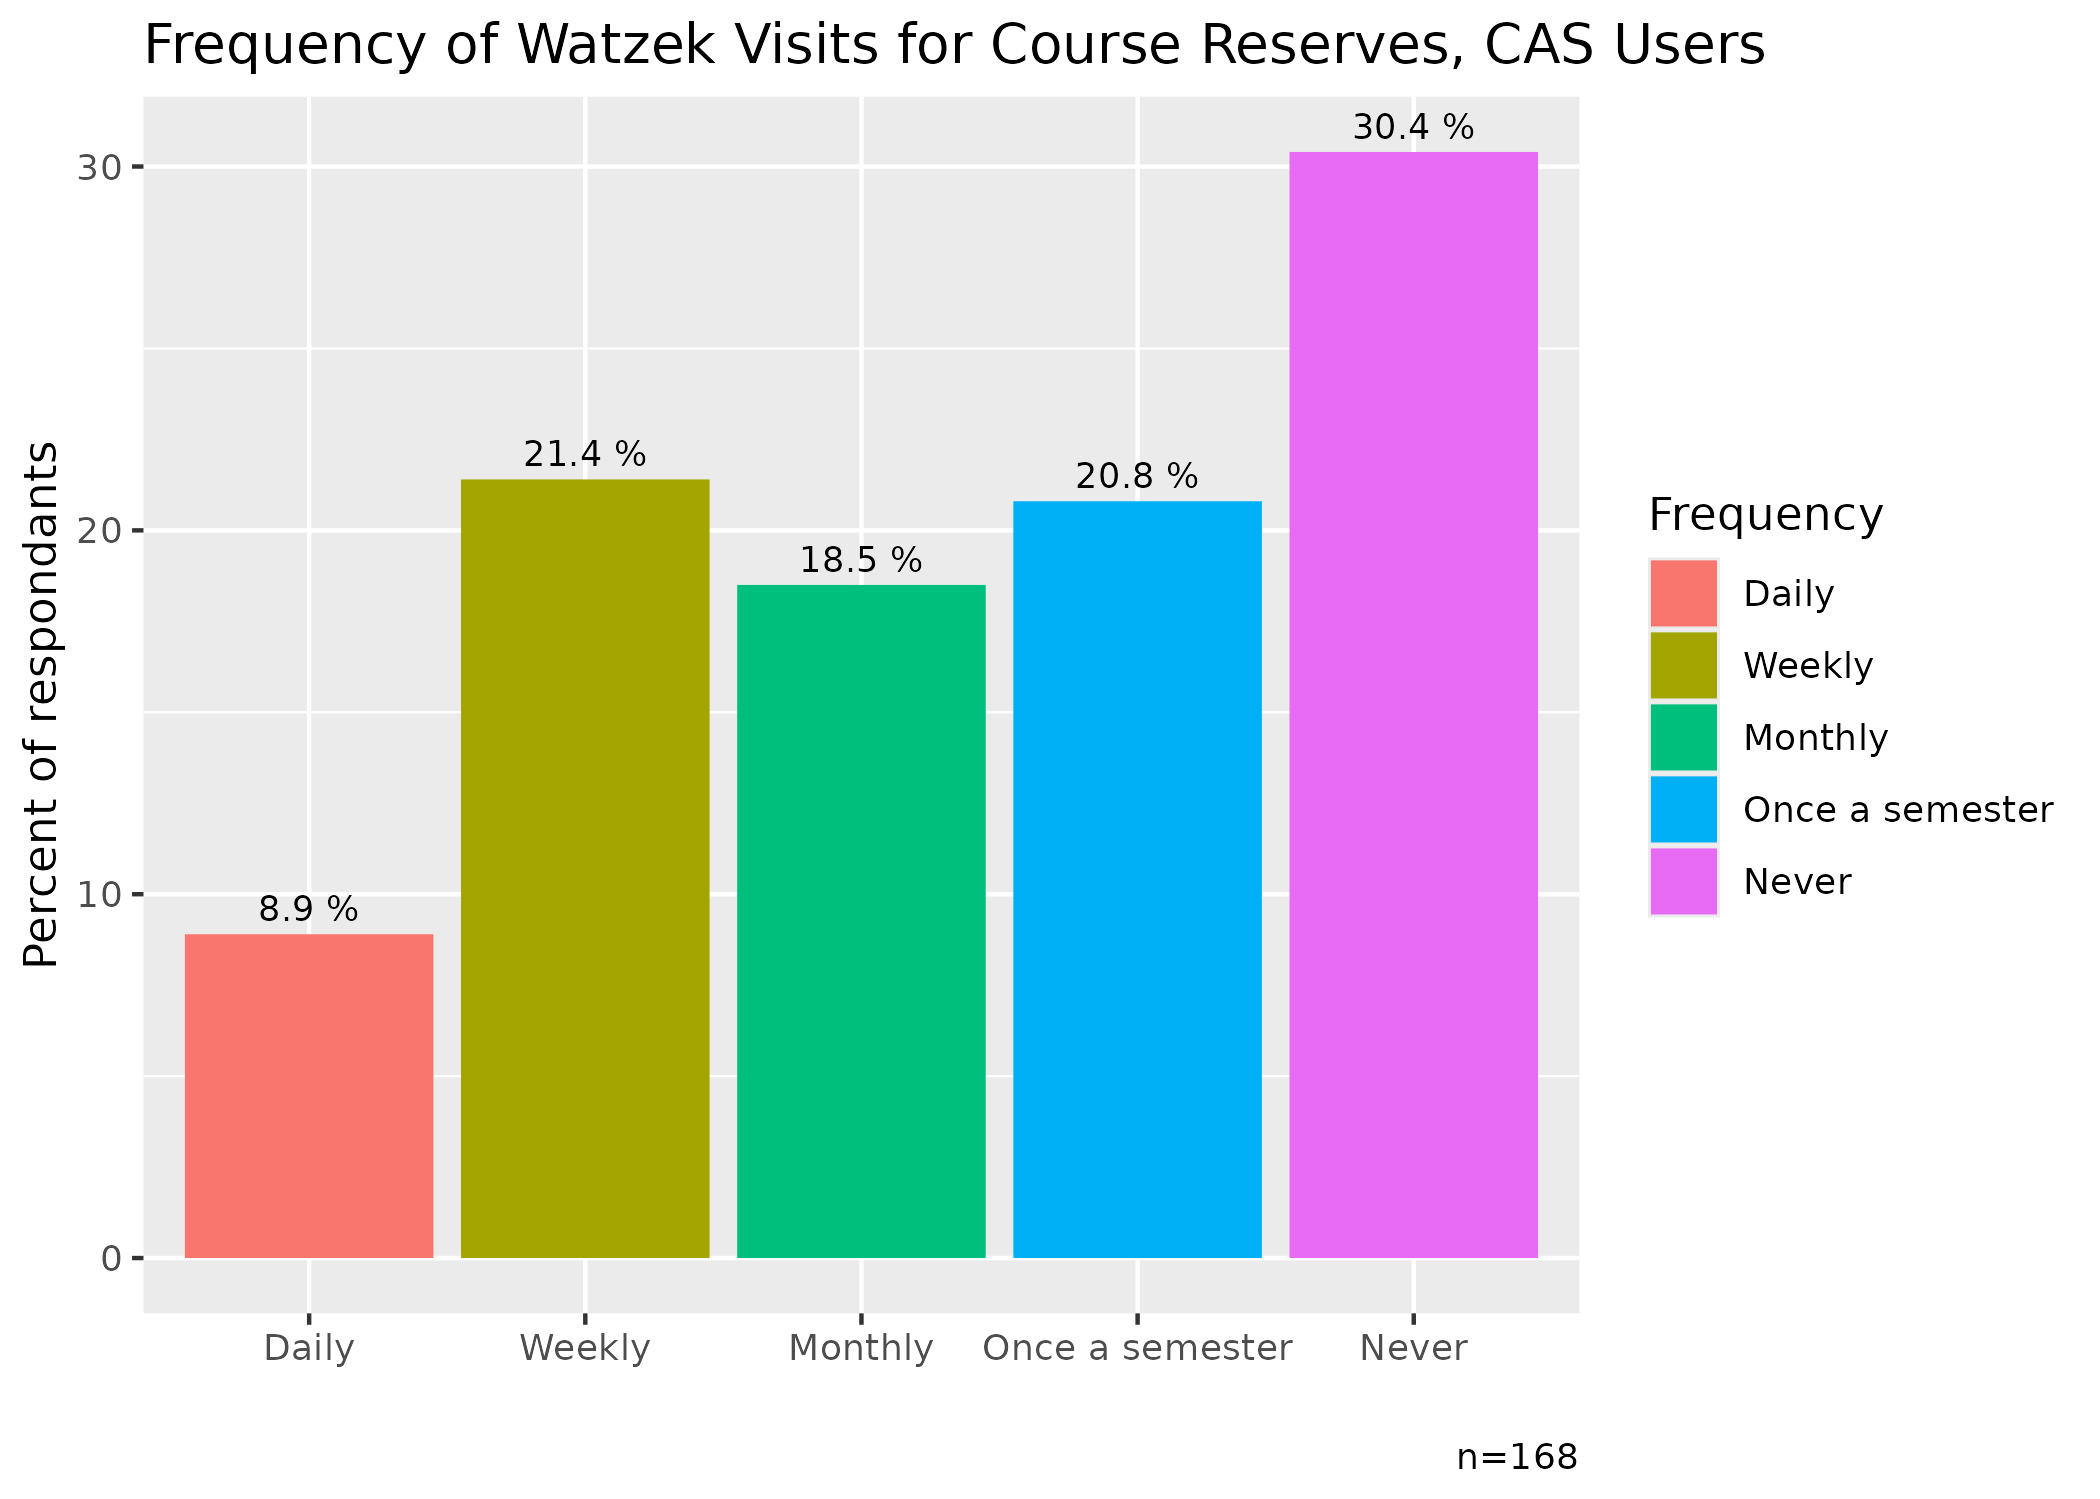 Frequency of Watzek Visits for Course Reserves, CAS Users
Percent of respondants
30
20
10
0
8.9 %
21.4 %
18.5 %
20.8 %
30.4 %
Daily
Weekly
Monthly
Once a semester
Never
Frequency
Daily
Weekly
Monthly
Once a semester
Never
n=168